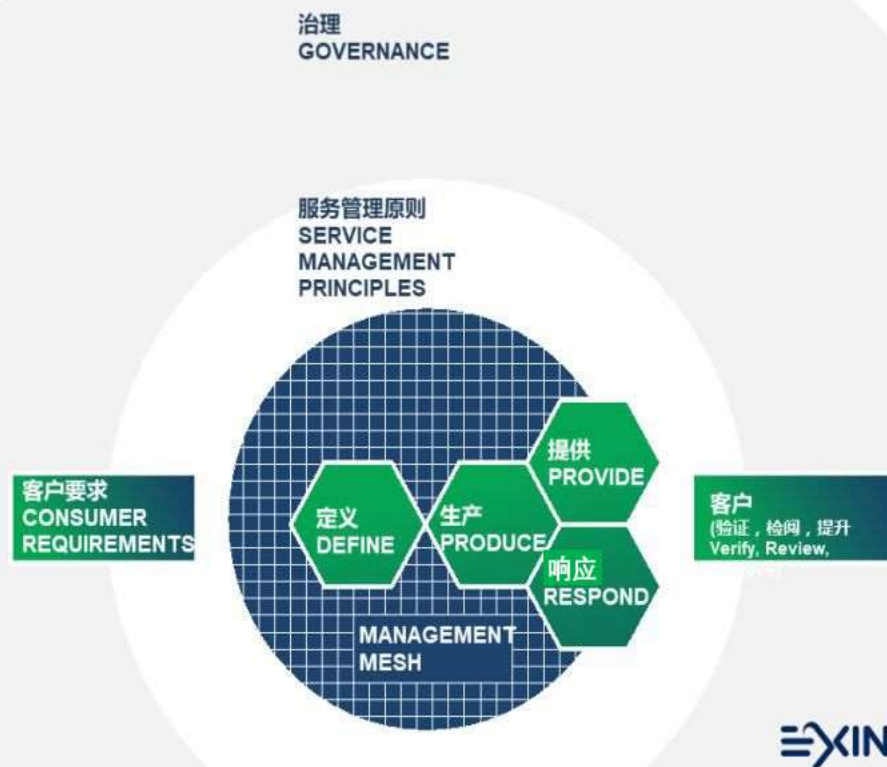 治理
GOVERNANCE
服务管理原则
SERVICE
MANAGEMENT
PRINCIPLES
客户要求
CONSUMER
REQUIREMENTS
定义
DEFINE
生产
PRODUCE
提供
PROVIDE
响应
RESPOND
客户
(验证，检阅，提升
Verify, Review,
MANAGEMENT
MESH
EXIN